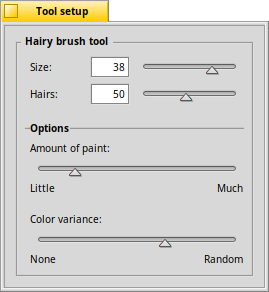 Tool setup
Hairy brush tool
Size: 38
Hairs: 50
Options
Amount of paint:
Little Much
Color variance:
None Random